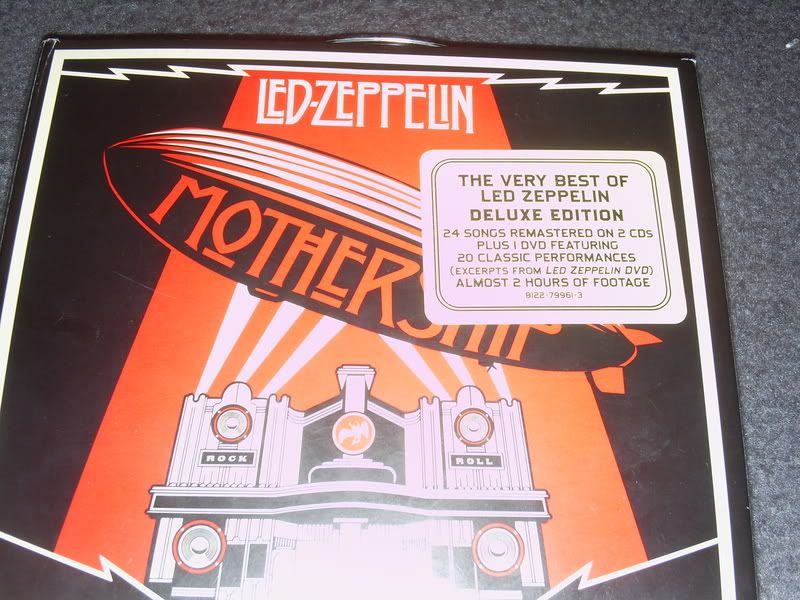 LED-ZEPPELIN
MOTHERSHIP
THE VERY BEST OF
LED ZEPPELIN
DELUXE EDITION
24 SONGS REMASTERED ON 2 CDs
PLUS 1 DVD FEATURING
20 CLASSIC PERFORMANCES
(EXCERPTS FROM LED ZEPPELIN DVD)
ALMOST 2 HOURS OF FOOTAGE
8122-79961-3
ROCK
ROLL